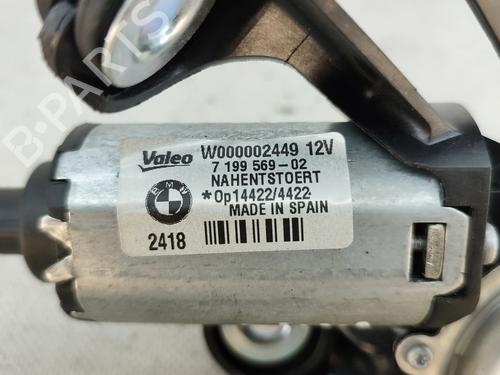 Valeo W000002449 12V
7 199 569-02
NAHENTSTOERT
*Op14422/4422
MADE IN SPAIN
BMW
2418
B-PARTS